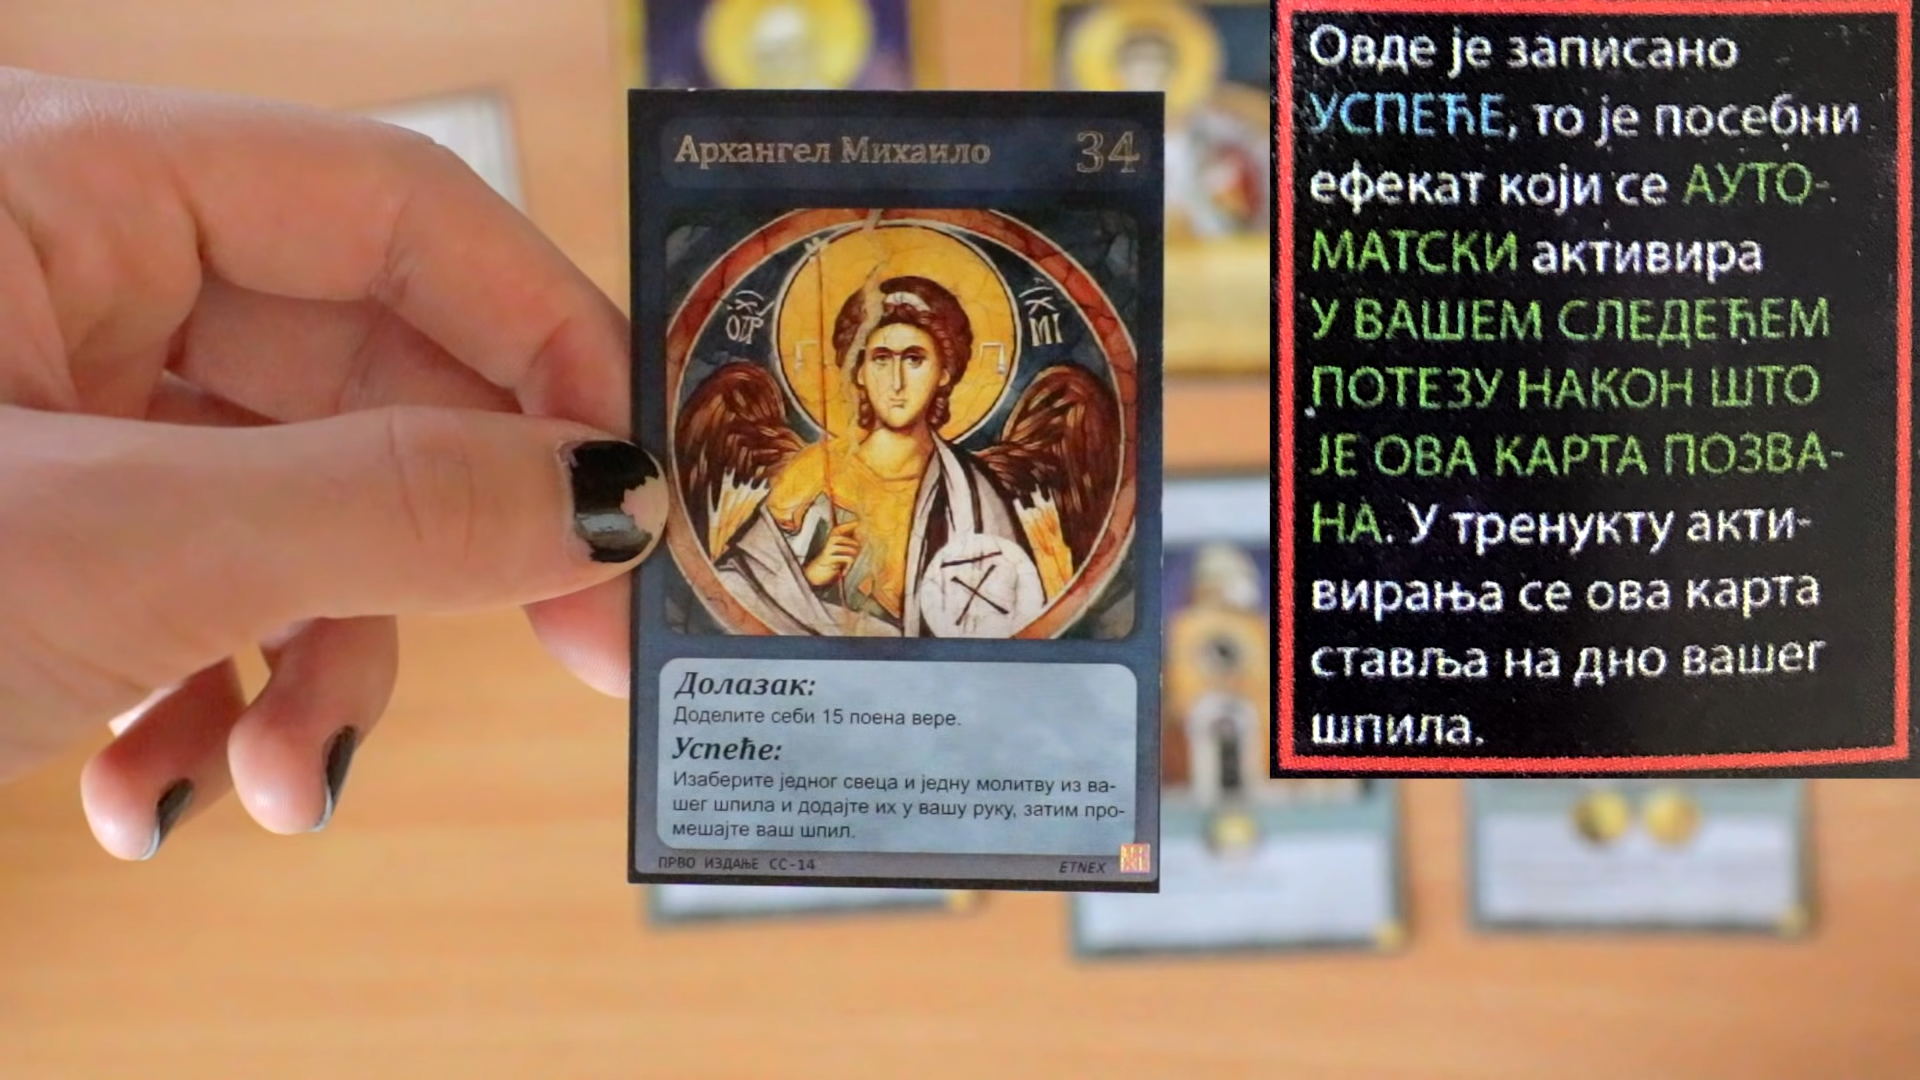 Архангел Михаило 34
ΜΙ
Долазак:
Доделите себи 15 поена вере.
Успеће:
Изаберите једног свеца и једну молитву из ва-
шег шпила и додајте их у вашу руку, затим про-
мешајте ваш шпил.
ПРВО ИЗДАЊЕ СС-14 ETNEX
Овде је записано
УСПЕЋЕ, то је посебни
ефекат који се АУТО-
МАТСКИ активира
У ВАШЕМ СЛЕДЕЋЕМ
ПОТЕЗУ НАКОН ШТО
ЈЕ ОВА КАРТА ПОЗВА-
НА. У тренукту акти-
вирања се ова карта
ставља на дно вашег
шпила.